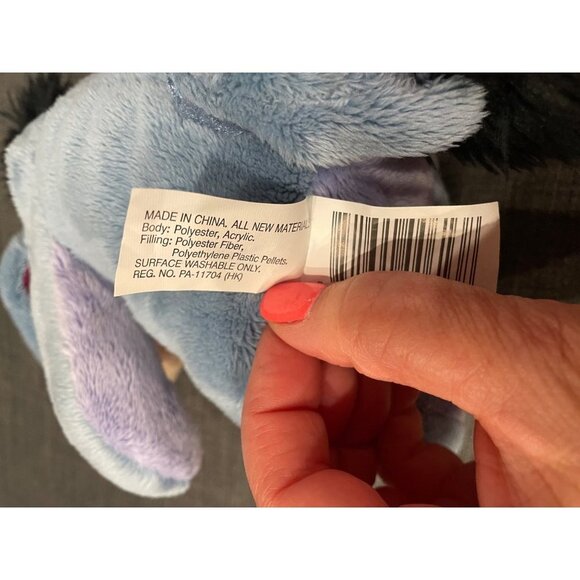 MADE IN CHINA. ALL NEW MATERIALS
Body: Polyester, Acrylic.
Filling: Polyester Fiber,
Polyethylene Plastic Pellets.
SURFACE WASHABLE ONLY.
REG. NO. PA-11704 (HK)